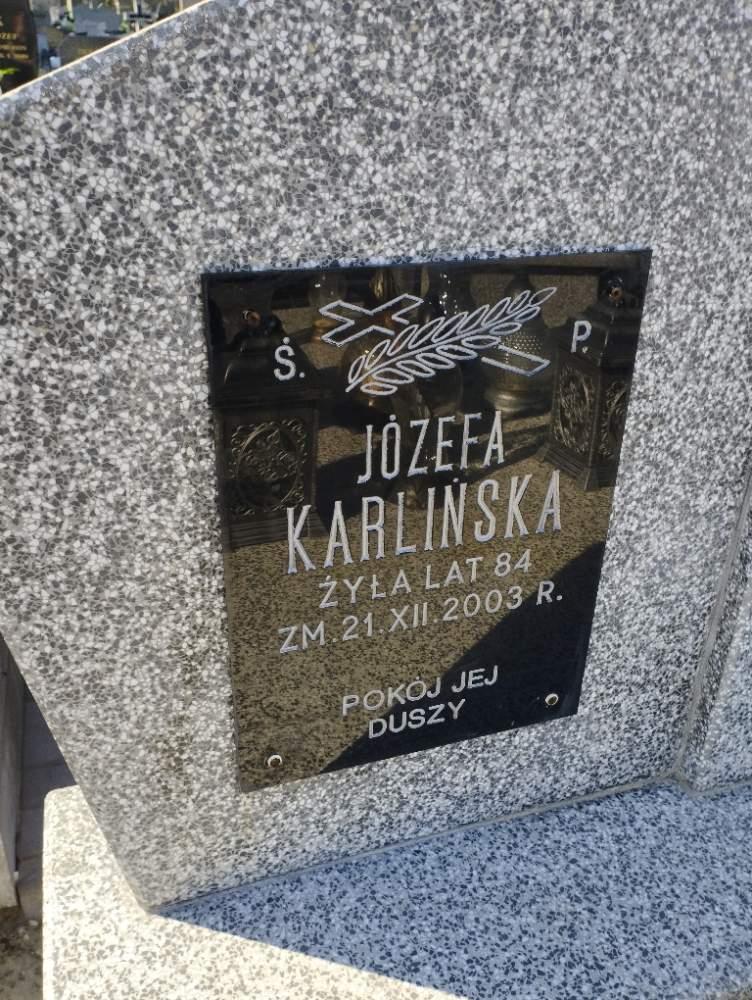 Ś. P.
JÓZEFA
KARLIŃSKA
ŻYŁA LAT 84
ZM. 21.XII.2003 R.
POKÓJ JEJ
DUSZY